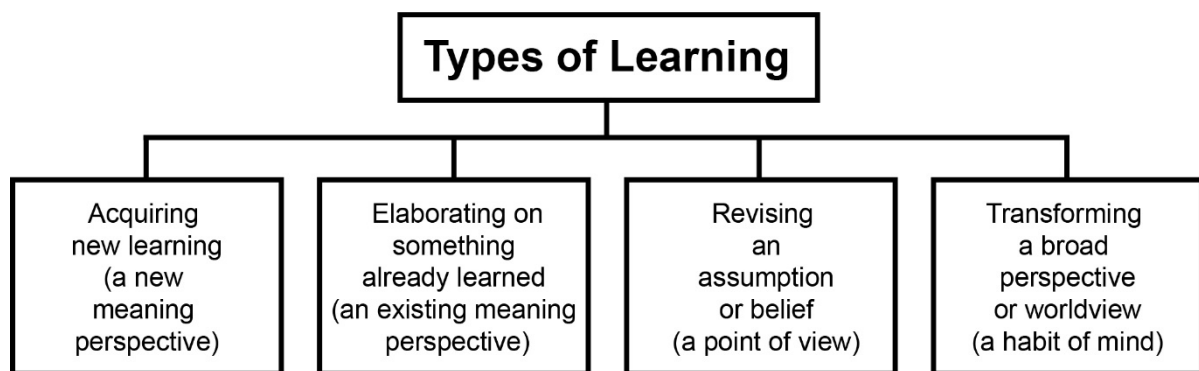 Types of Learning
Acquiring
new learning
(a new
meaning
perspective)
Elaborating on
something
already learned
(an existing meaning
perspective)
Revising
an
assumption
or belief
(a point of view)
Transforming
a broad
perspective
or worldview
(a habit of mind)